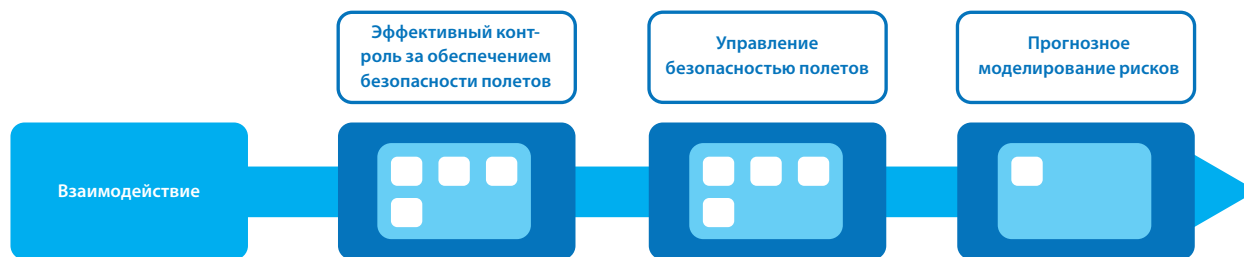 Эффективный конт-
роль за обеспечением
безопасности полетов
Управление
безопасностью полетов
Прогнозное
моделирование рисков
Взаимодействие